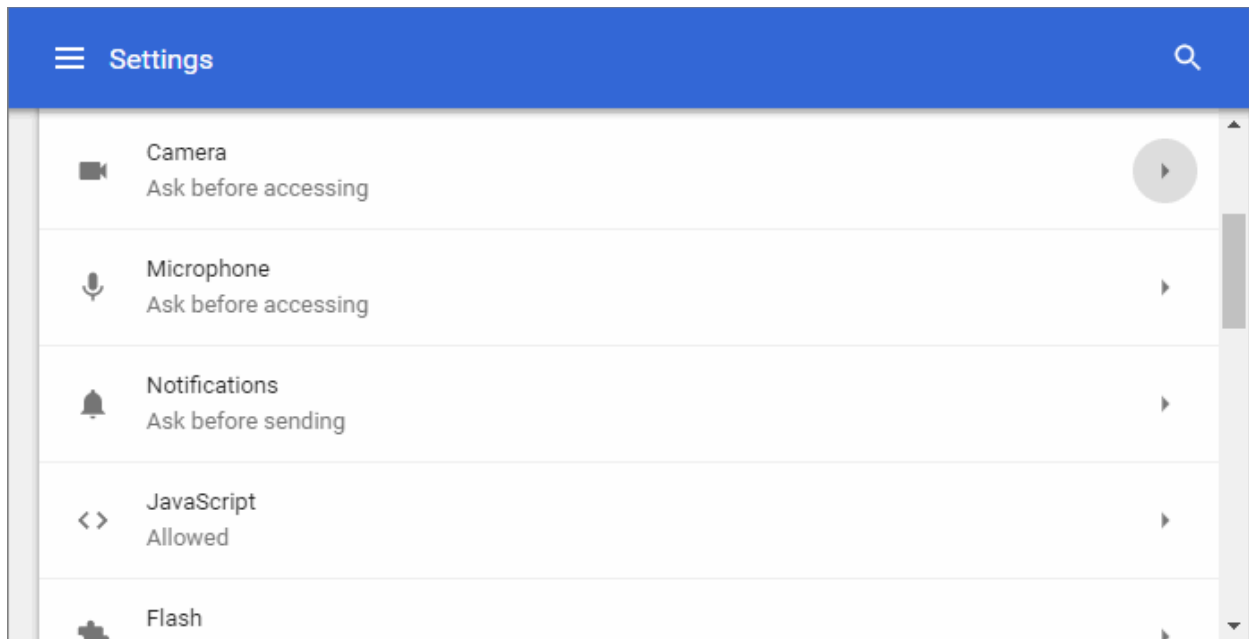 Settings
Camera
Ask before accessing
Microphone
Ask before accessing
Notifications
Ask before sending
JavaScript
Allowed
Flash